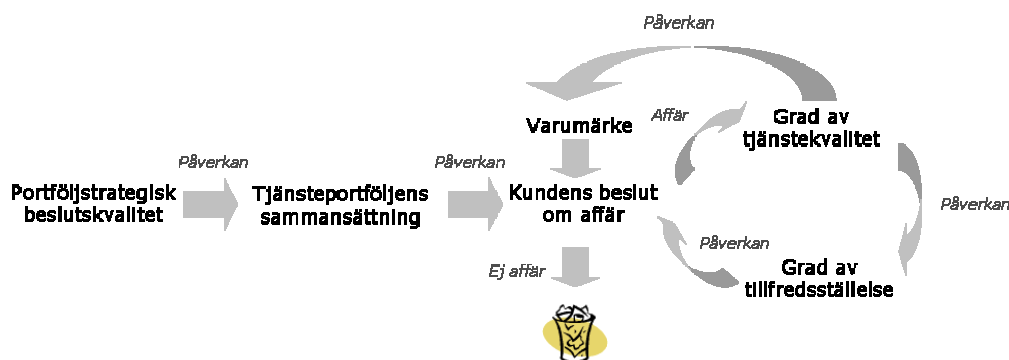 Påverkan
Varumärke
Affär
Grad av
tjänstekvalitet
Påverkan
Påverkan
Portföljstrategisk
beslutskvalitet
Tjänsteportföljens
sammansättning
Kundens beslut
om affär
Påverkan
Påverkan
Ej affär
Grad av
tillfredsställelse